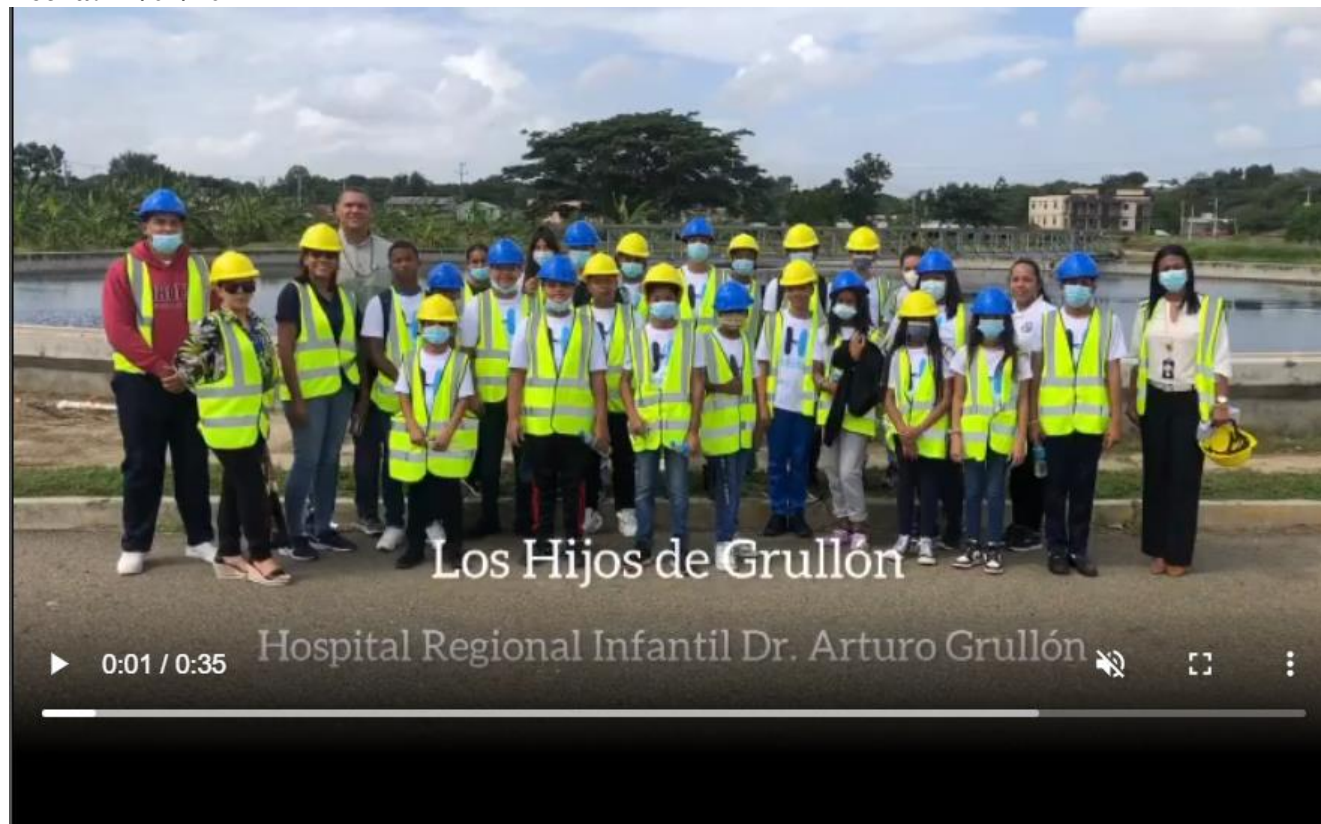 Los Hijos de Grullón
Hospital Regional Infantil Dr. Arturo Grullón
0:01 / 0:35